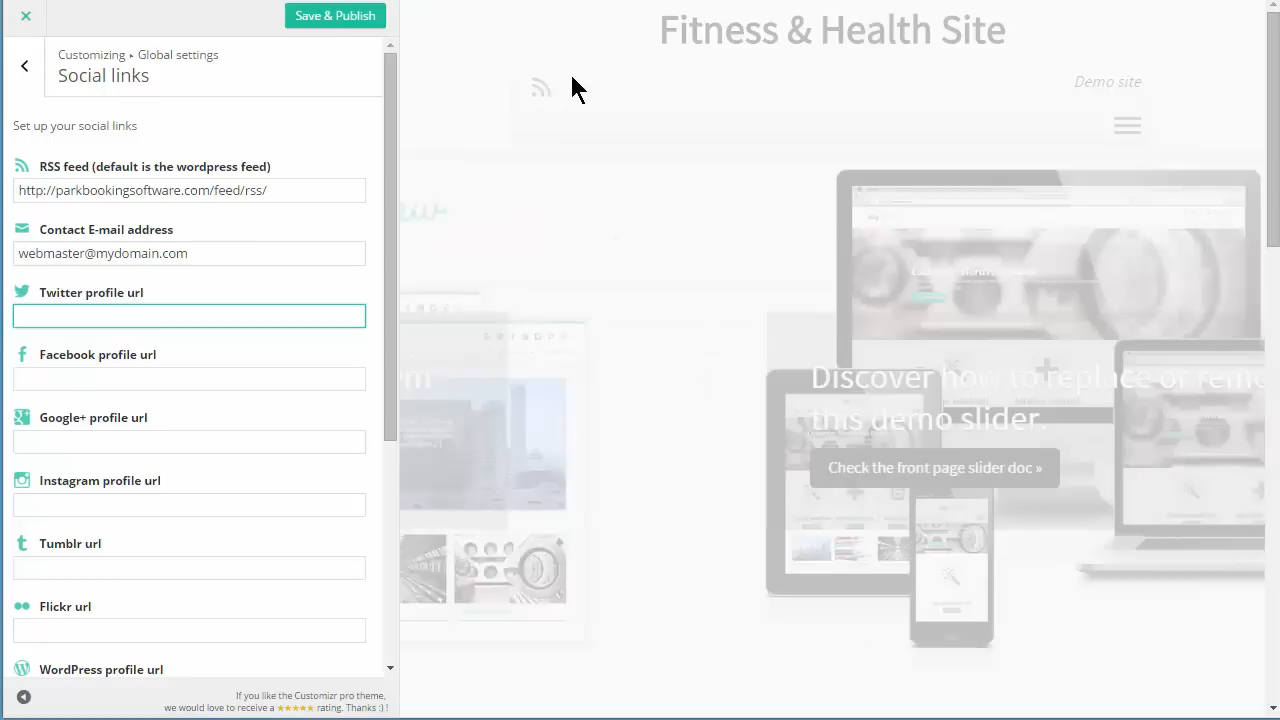 Save & Publish
Customizing ▸ Global settings
Social links
Set up your social links
RSS feed (default is the wordpress feed)
http://parkbookingsoftware.com/feed/rss/
Contact E-mail address
webmaster@mydomain.com
Twitter profile url
Facebook profile url
Google+ profile url
Instagram profile url
Tumblr url
Flickr url
WordPress profile url
If you like the Customizr pro theme,
we would love to receive a ★★★★★ rating. Thanks :) !
Fitness & Health Site
Demo site
Discover how to replace or remo
this demo slider.
Check the front page slider doc »